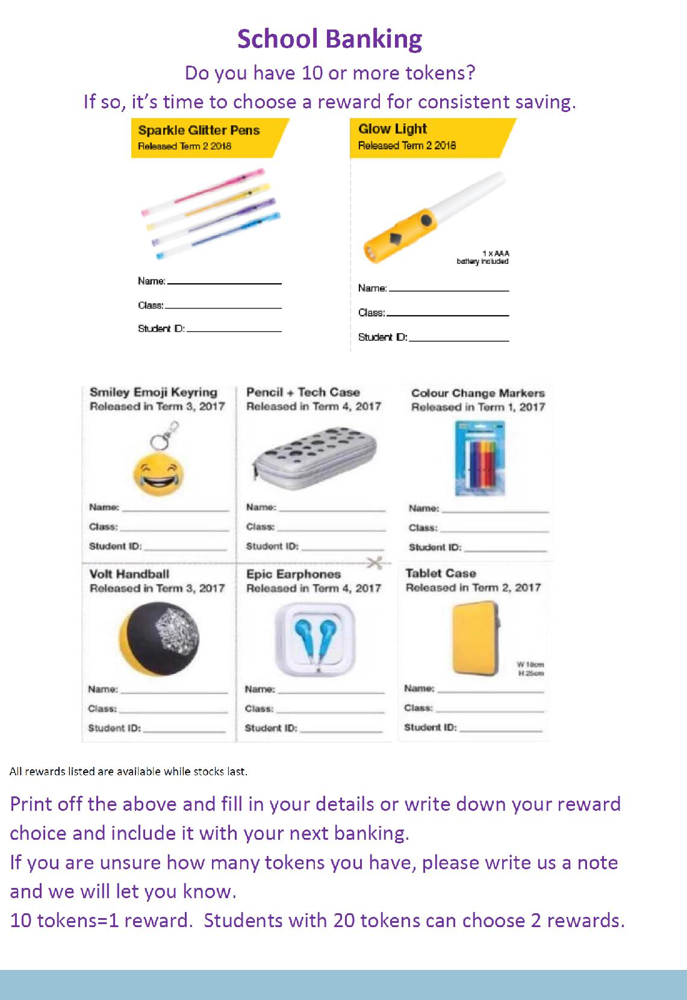 School Banking
Do you have 10 or more tokens?
If so, it's time to choose a reward for consistent saving.
Sparkle Glitter Pens
Released Term 2 2018
Name:
Class:
Student ID:
Glow Light
Released Term 2 2018
1 x AAA
battery included
Name:
Class:
Student ID:
Smiley Emoji Keyring
Released in Term 3, 2017
Name:
Class:
Student ID:
Pencil + Tech Case
Released in Term 4, 2017
Name:
Class:
Student ID:
Colour Change Markers
Released in Term 1, 2017
Name:
Class:
Student ID:
Volt Handball
Released in Term 3, 2017
Name:
Class:
Student ID:
Epic Earphones
Released in Term 4, 2017
Name:
Class:
Student ID:
Tablet Case
Released in Term 2, 2017
W 18cm
H 25cm
Name:
Class:
Student ID:
All rewards listed are available while stocks last.
Print off the above and fill in your details or write down your reward
choice and include it with your next banking.
If you are unsure how many tokens you have, please write us a note
and we will let you know.
10 tokens=1 reward.  Students with 20 tokens can choose 2 rewards.